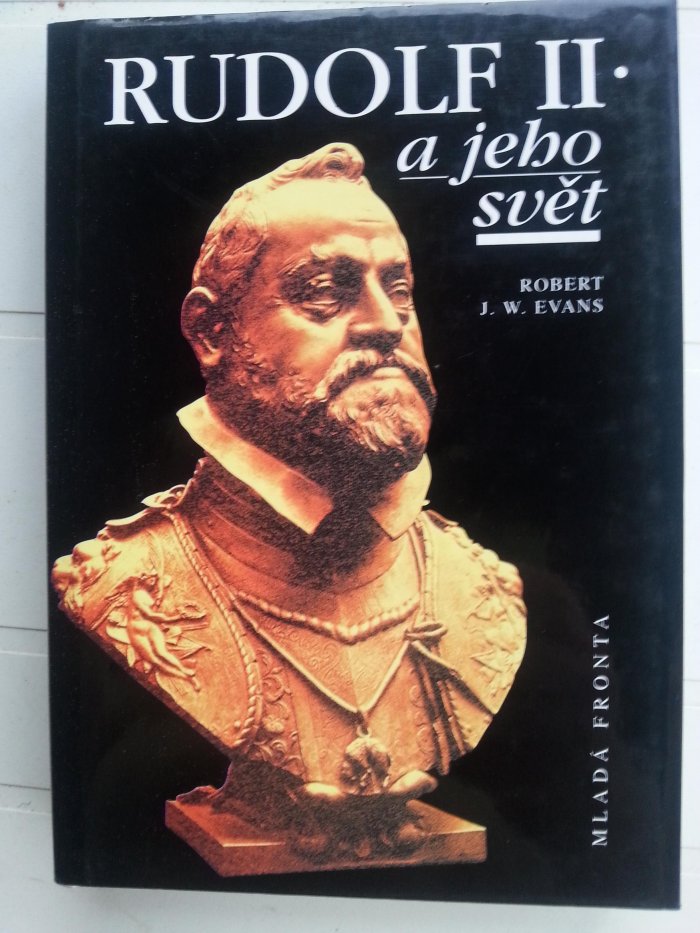 RUDOLF II.
a jeho
svět
ROBERT
J. W. EVANS
MLADÁ FRONTA